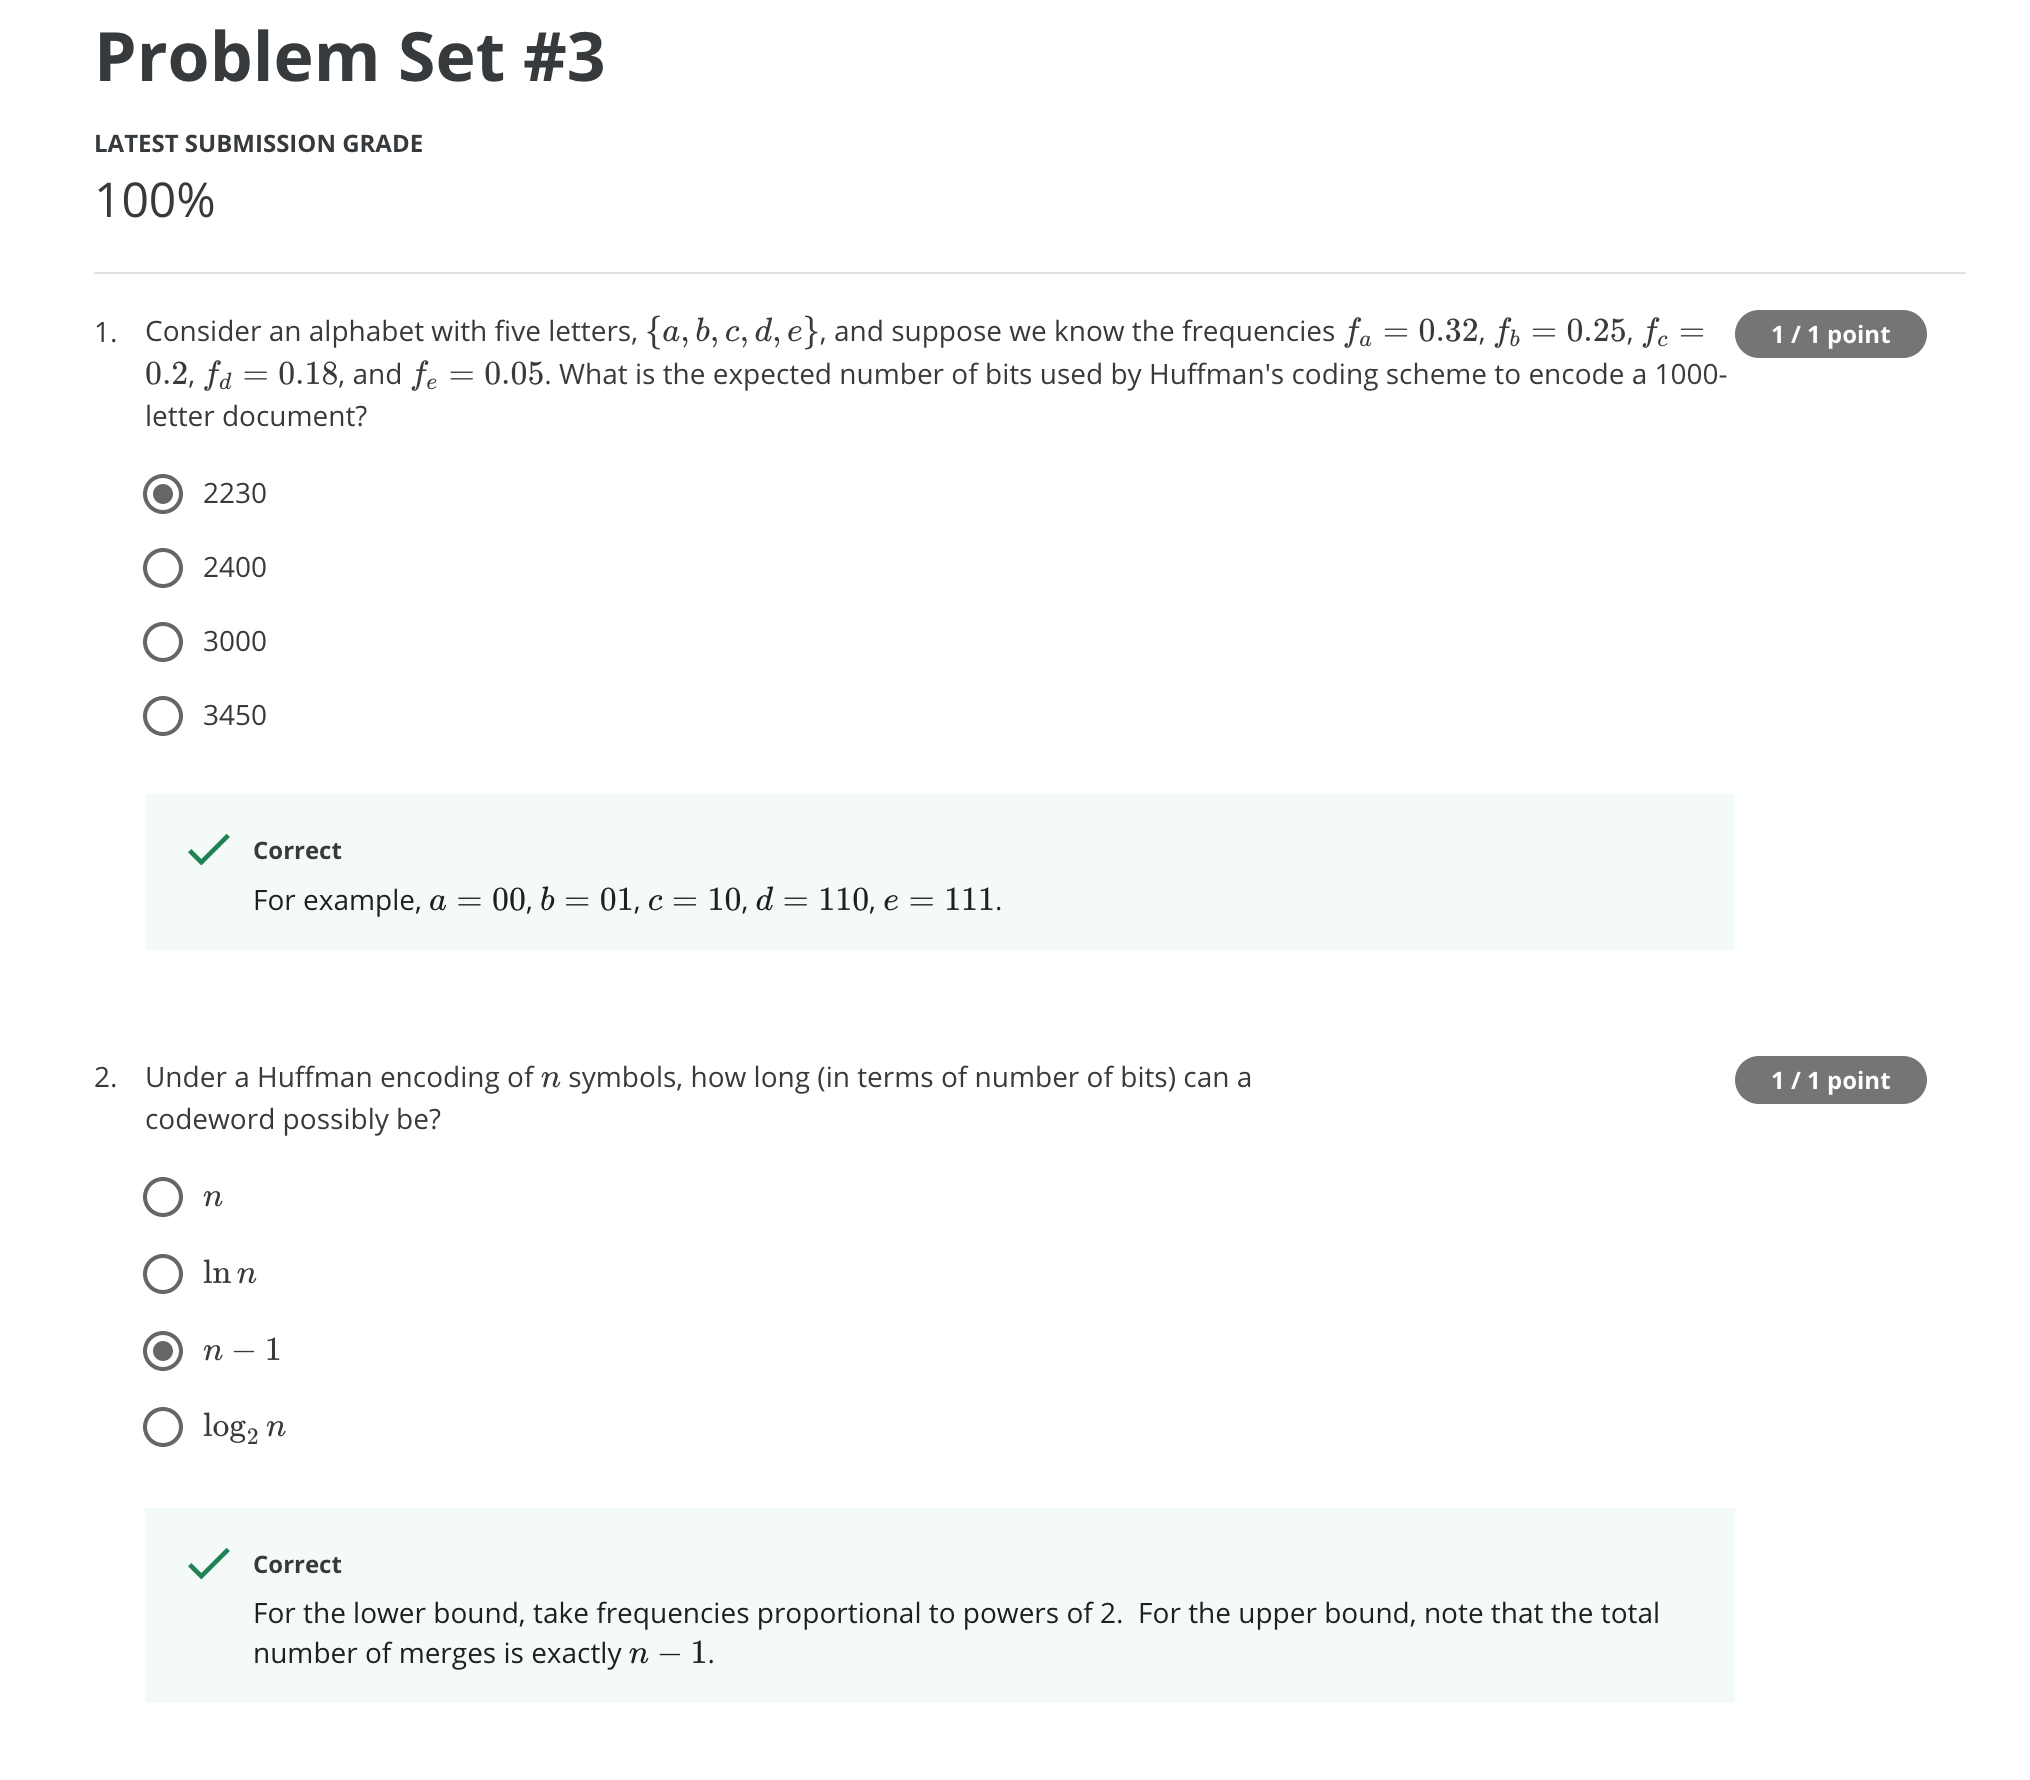 Problem Set #3
LATEST SUBMISSION GRADE
100%
1. Consider an alphabet with five letters, {a, b, c, d, e}, and suppose we know the frequencies fₐ = 0.32, f_b = 0.25, f_c =
0.2, f_d = 0.18, and fₑ = 0.05. What is the expected number of bits used by Huffman's coding scheme to encode a 1000-
letter document?
1 / 1 point
2230
2400
3000
3450
Correct
For example, a = 00, b = 01, c = 10, d = 110, e = 111.
2. Under a Huffman encoding of n symbols, how long (in terms of number of bits) can a
codeword possibly be?
1 / 1 point
n
ln n
n − 1
log₂ n
Correct
For the lower bound, take frequencies proportional to powers of 2. For the upper bound, note that the total
number of merges is exactly n − 1.